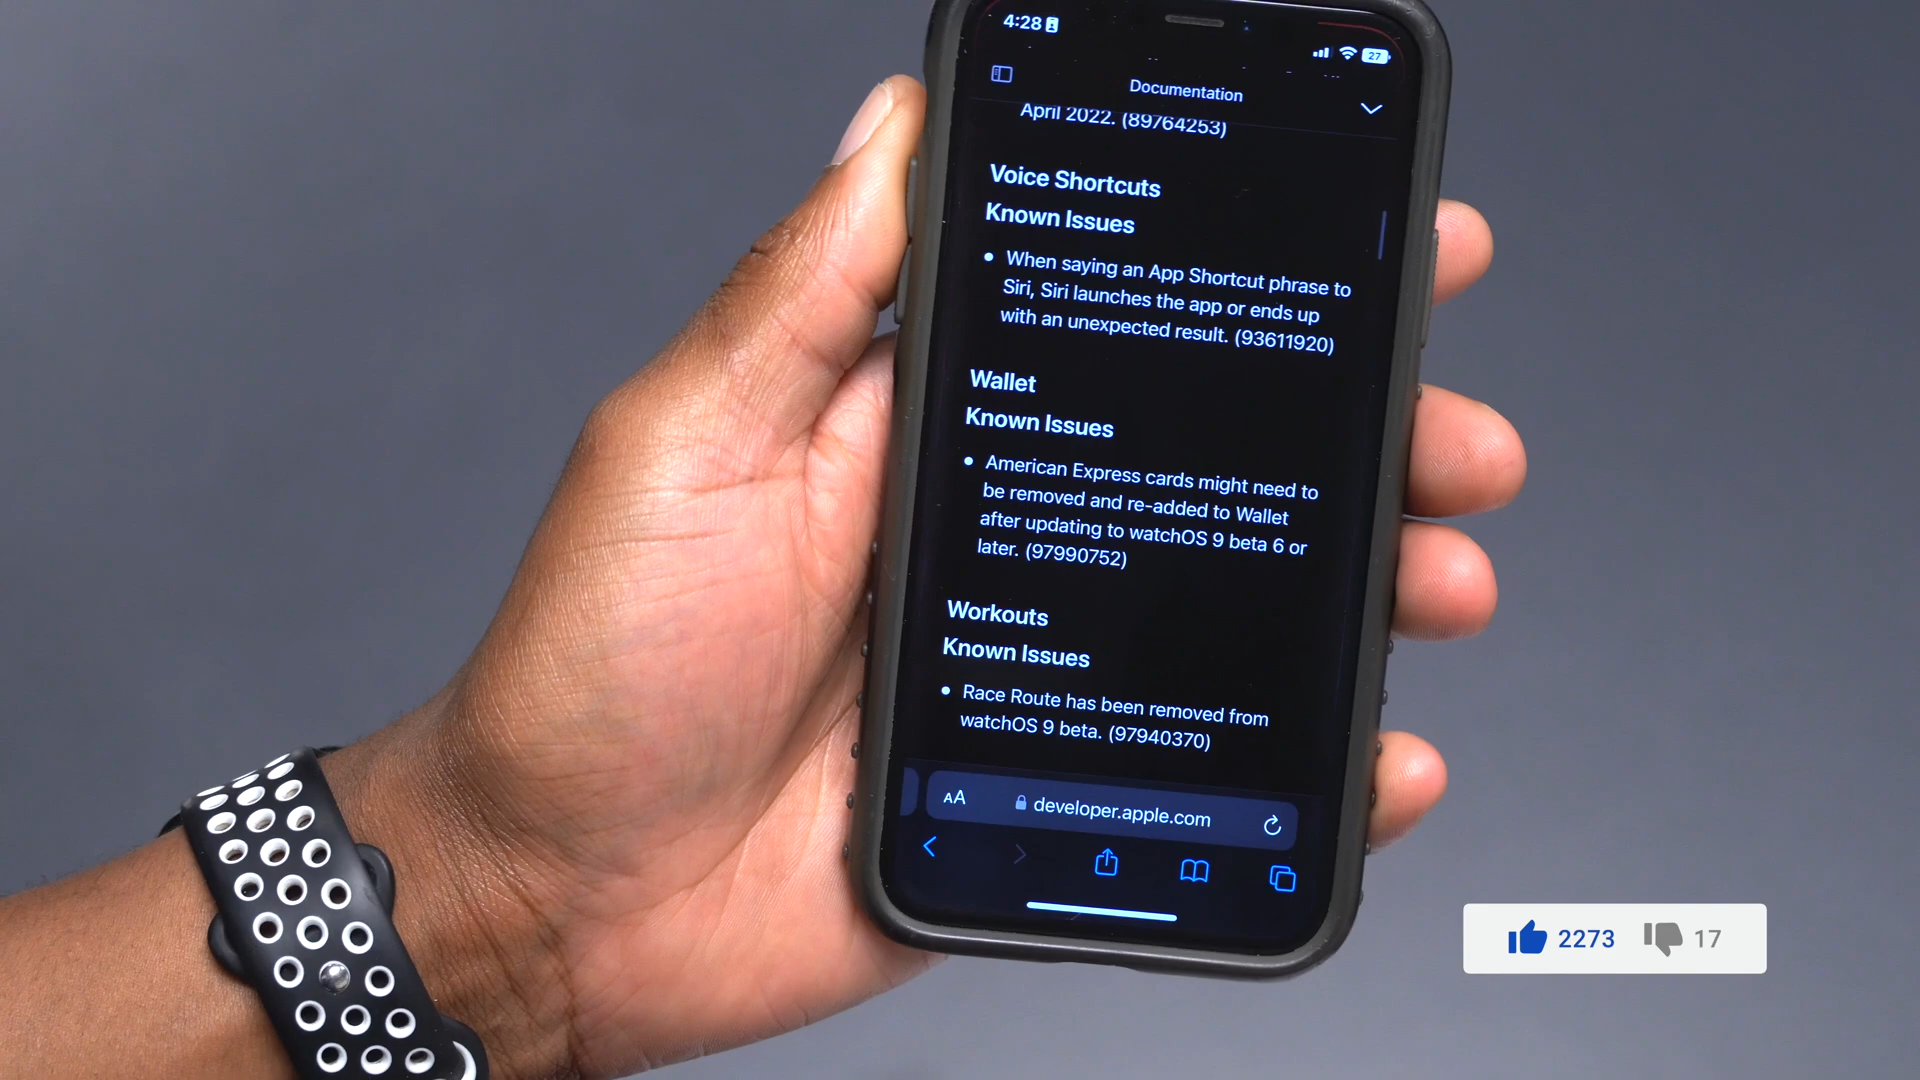 4:28
27
Documentation
April 2022. (89764253)
Voice Shortcuts
Known Issues
• When saying an App Shortcut phrase to
Siri, Siri launches the app or ends up
with an unexpected result. (93611920)
Wallet
Known Issues
• American Express cards might need to
be removed and re-added to Wallet
after updating to watchOS 9 beta 6 or
later. (97990752)
Workouts
Known Issues
• Race Route has been removed from
watchOS 9 beta. (97940370)
AA developer.apple.com
2273 17